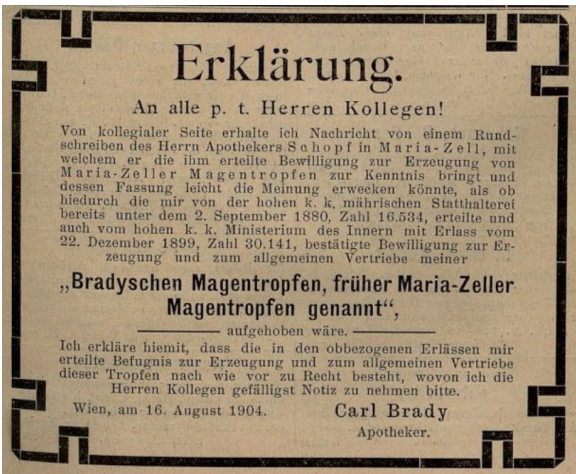 Erklärung.
An alle p. t. Herren Kollegen!
Von kollegialer Seite erhalte ich Nachricht von einem Rund-
schreiben des Herrn Apothekers Schopf in Maria-Zell, mit
welchem er die ihm erteilte Bewilligung zur Erzeugung von
Maria-Zeller Magentropfen zur Kenntnis bringt und
dessen Fassung leicht die Meinung erwecken könnte, als ob
hiedurch die mir von der hohen k. k. mährischen Statthalterei
bereits unter dem 2. September 1880, Zahl 16.534, erteilte und
auch vom hohen k. k. Ministerium des Innern mit Erlass vom
22. Dezember 1899, Zahl 30.141, bestätigte Bewilligung zur Er-
zeugung und zum allgemeinen Vertriebe meiner
„Bradyschen Magentropfen, früher Maria-Zeller
Magentropfen genannt“,
aufgehoben wäre.
Ich erkläre hiemit, dass die in den obbezogenen Erlässen mir
erteilte Befugnis zur Erzeugung und zum allgemeinen Vertriebe
dieser Tropfen nach wie vor zu Recht besteht, wovon ich die
Herren Kollegen gefälligst Notiz zu nehmen bitte.
Wien, am 16. August 1904. Carl Brady
Apotheker.